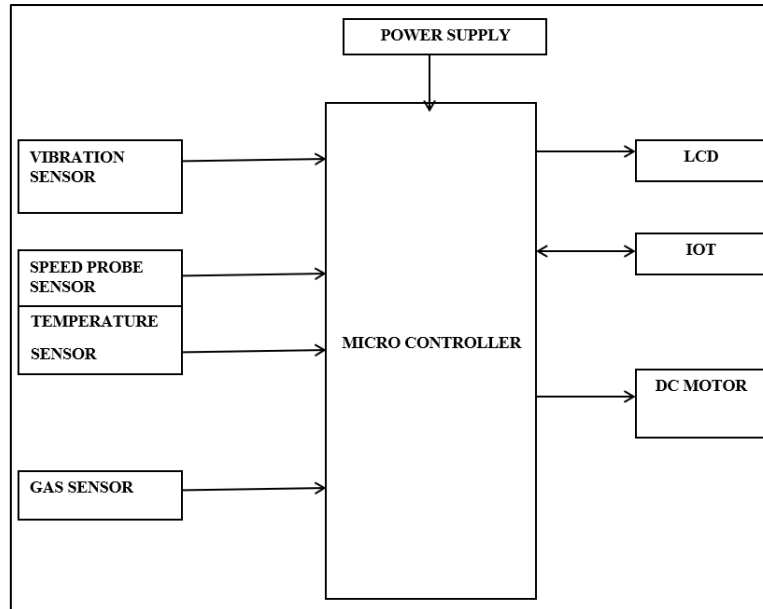 POWER SUPPLY
VIBRATION
SENSOR
SPEED PROBE
SENSOR
TEMPERATURE
SENSOR
GAS SENSOR
MICRO CONTROLLER
LCD
IOT
DC MOTOR